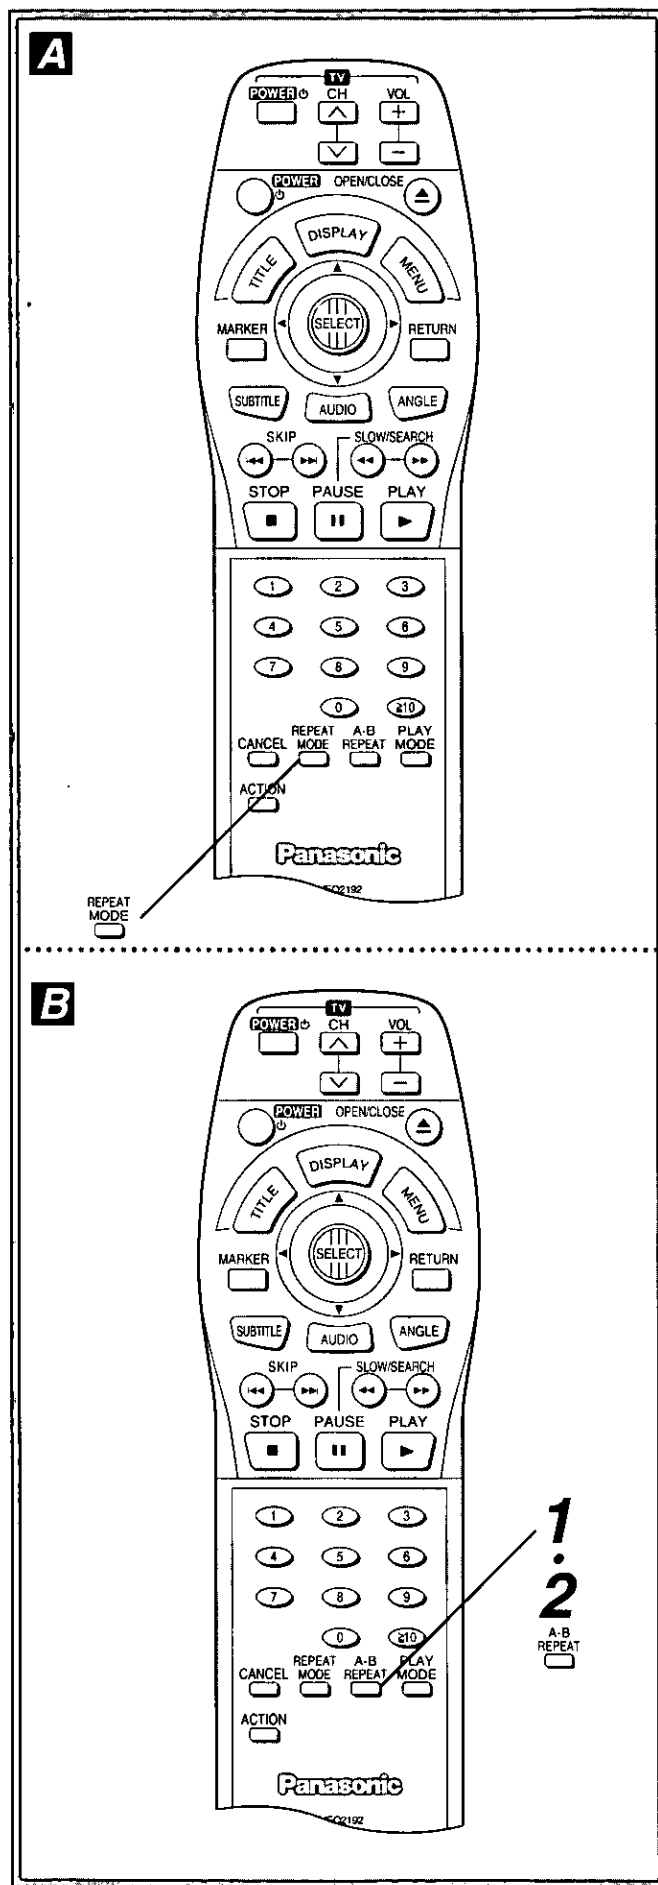 A
TV
POWER CH VOL
+
−
POWER OPEN/CLOSE
DISPLAY
TITLE MENU
SELECT
MARKER RETURN
SUBTITLE AUDIO ANGLE
SKIP SLOW/SEARCH
STOP PAUSE PLAY
1 2 3
4 5 6
7 8 9
0 ≧10
CANCEL REPEAT MODE A-B REPEAT PLAY MODE
ACTION
Panasonic
REPEAT
MODE
B
TV
POWER CH VOL
+
−
POWER OPEN/CLOSE
DISPLAY
TITLE MENU
SELECT
MARKER RETURN
SUBTITLE AUDIO ANGLE
SKIP SLOW/SEARCH
STOP PAUSE PLAY
1 2 3
4 5 6
7 8 9
0 ≧10
CANCEL REPEAT MODE A-B REPEAT PLAY MODE
ACTION
Panasonic
1
·
2
A-B
REPEAT